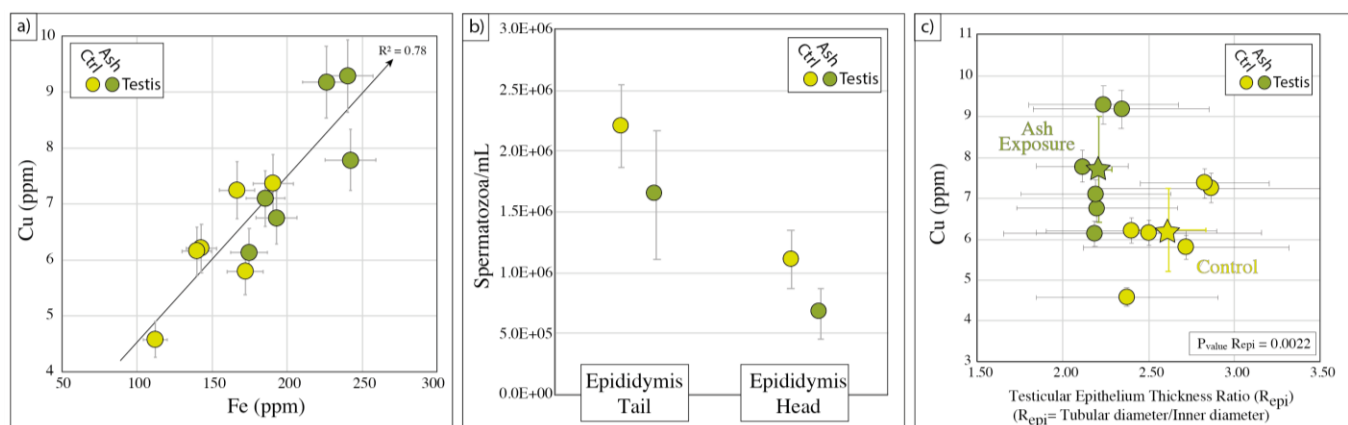 a)
Ctrl
Ash
Testis
R² = 0.78
10
9
8
7
6
5
4
Cu (ppm)
50
100
150
200
250
300
Fe (ppm)
b)
Ctrl
Ash
Testis
3.0E+06
2.5E+06
2.0E+06
1.5E+06
1.0E+06
5.0E+05
0.0E+00
Spermatozoa/mL
Epididymis
Tail
Epididymis
Head
c)
Ctrl
Ash
Testis
11
10
9
8
7
6
5
4
3
Cu (ppm)
Ash
Exposure
Control
Pvalue Repi = 0.0022
1.50
2.00
2.50
3.00
3.50
Testicular Epithelium Thickness Ratio (Repi)
(Repi= Tubular diameter/Inner diameter)